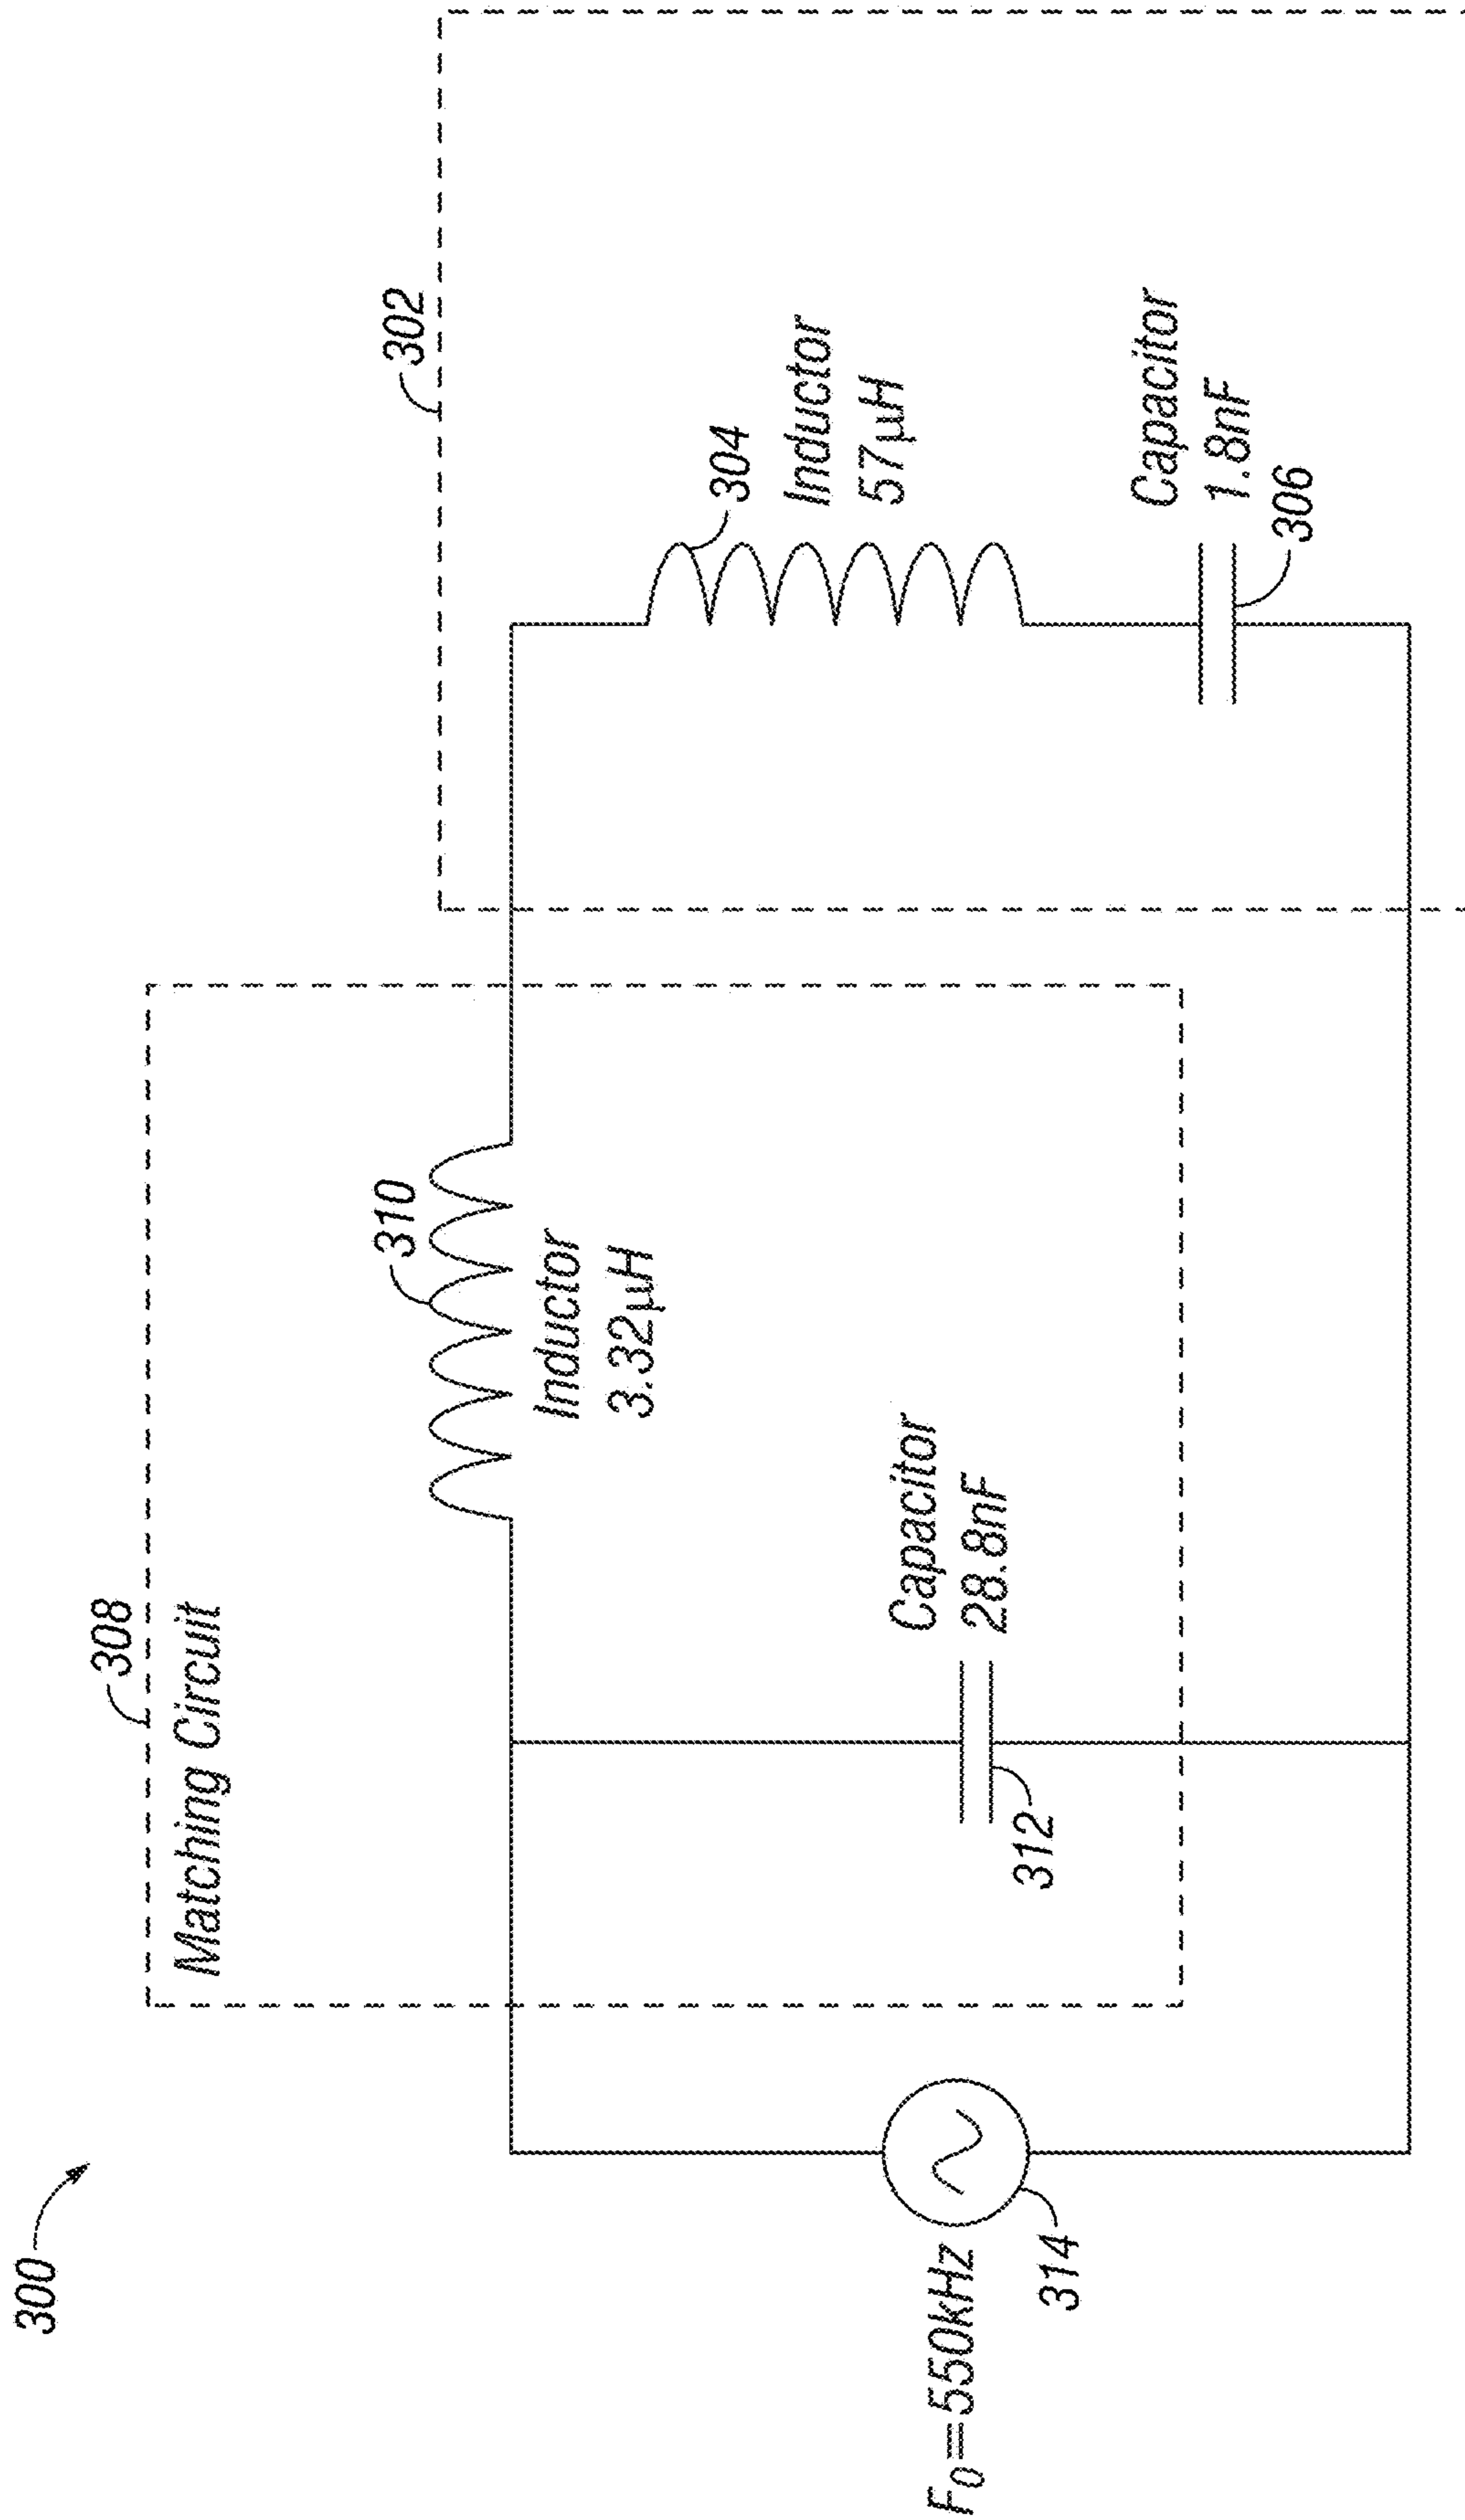 300
308
Matching Circuit
310
Inductor
3.32µH
Capacitor
28.8nF
312
F0=550kHz
314
302
304
Inductor
57µH
Capacitor
1.8nF
306